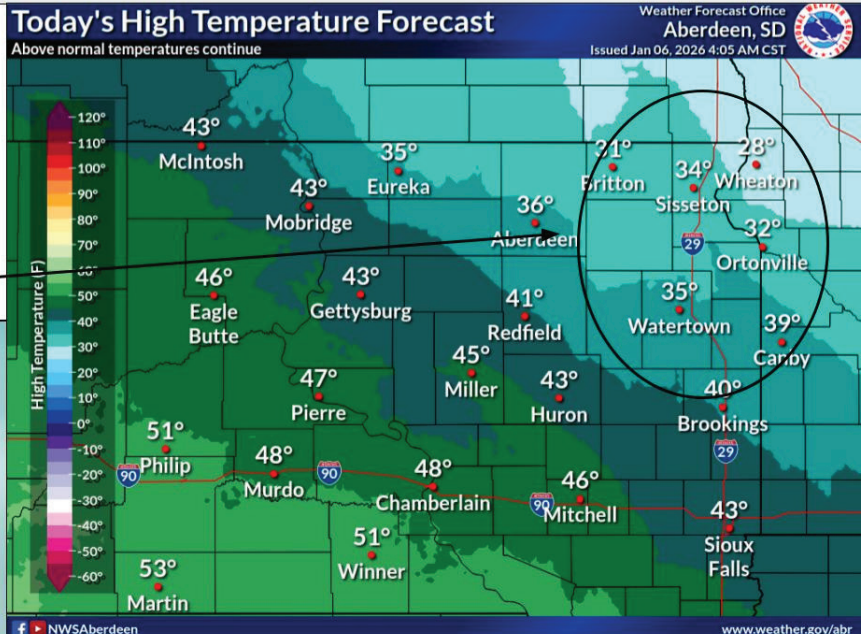 Today's High Temperature Forecast
Above normal temperatures continue
Weather Forecast Office
Aberdeen, SD
Issued Jan 06, 2026 4:05 AM CST
NATIONAL WEATHER SERVICE
High Temperature (F)
120°
110°
100°
90°
80°
70°
60°
50°
40°
30°
20°
10°
0°
-10°
-20°
-30°
-40°
-50°
-60°
43°
McIntosh
35°
Eureka
31°
Britton
34°
Sisseton
28°
Wheaton
43°
Mobridge
36°
Aberdeen
32°
Ortonville
29
46°
Eagle
Butte
43°
Gettysburg
41°
Redfield
35°
Watertown
39°
Canby
45°
Miller
47°
Pierre
43°
Huron
40°
Brookings
51°
Philip
48°
Murdo
48°
Chamberlain
46°
Mitchell
43°
Sioux
Falls
90
90
90
29
51°
Winner
53°
Martin
NWSAberdeen
www.weather.gov/abr